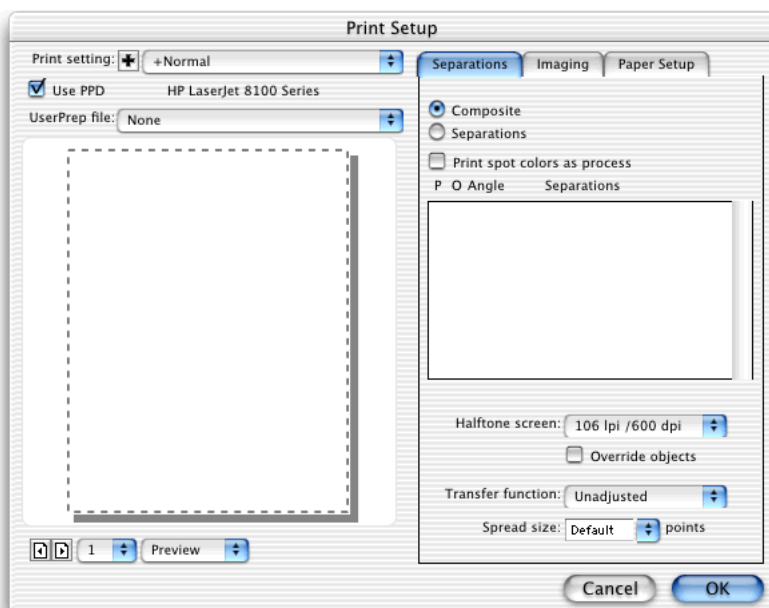 Print Setup
Print setting: +Normal
Use PPD HP LaserJet 8100 Series
UserPrep file: None
1 Preview
Separations Imaging Paper Setup
Composite
Separations
Print spot colors as process
P O Angle Separations
Halftone screen: 106 lpi /600 dpi
Override objects
Transfer function: Unadjusted
Spread size: Default points
Cancel OK